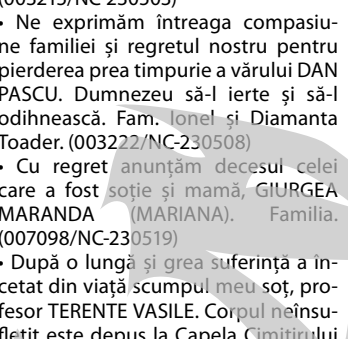 (003215/NC-230505)
• Ne exprimăm întreaga compasiu-
ne familiei și regretul nostru pentru
pierderea prea timpurie a vărului DAN
PASCU. Dumnezeu să-l ierte și să-l
odihnească. Fam. Ionel și Diamanta
Toader. (003222/NC-230508)
• Cu regret anunțăm decesul celei
care a fost soție și mamă, GIURGEA
MARANDA (MARIANA). Familia.
(007098/NC-230519)
• După o lungă și grea suferință a în-
cetat din viață scumpul meu soț, pro-
fesor TERENTE VASILE. Corpul neînsu-
flețit este depus la Capela Cimitirului